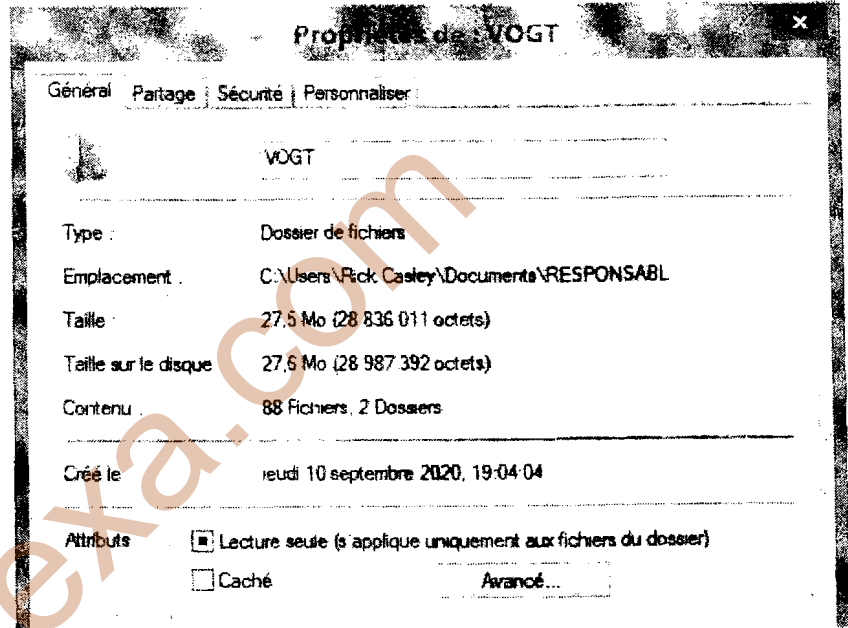 Propriétés de : VOGT
Général Partage Sécurité Personnaliser
VOGT
Type : Dossier de fichiers
Emplacement : C:\Users\Rick Casley\Documents\RESPONSABL
Taille : 27,5 Mo (28 836 011 octets)
Taille sur le disque 27,6 Mo (28 987 392 octets)
Contenu : 88 Fichiers, 2 Dossiers
Créé le jeudi 10 septembre 2020, 19:04:04
Attributs Lecture seule (s'applique uniquement aux fichiers du dossier)
Caché Avancé...
exa.com